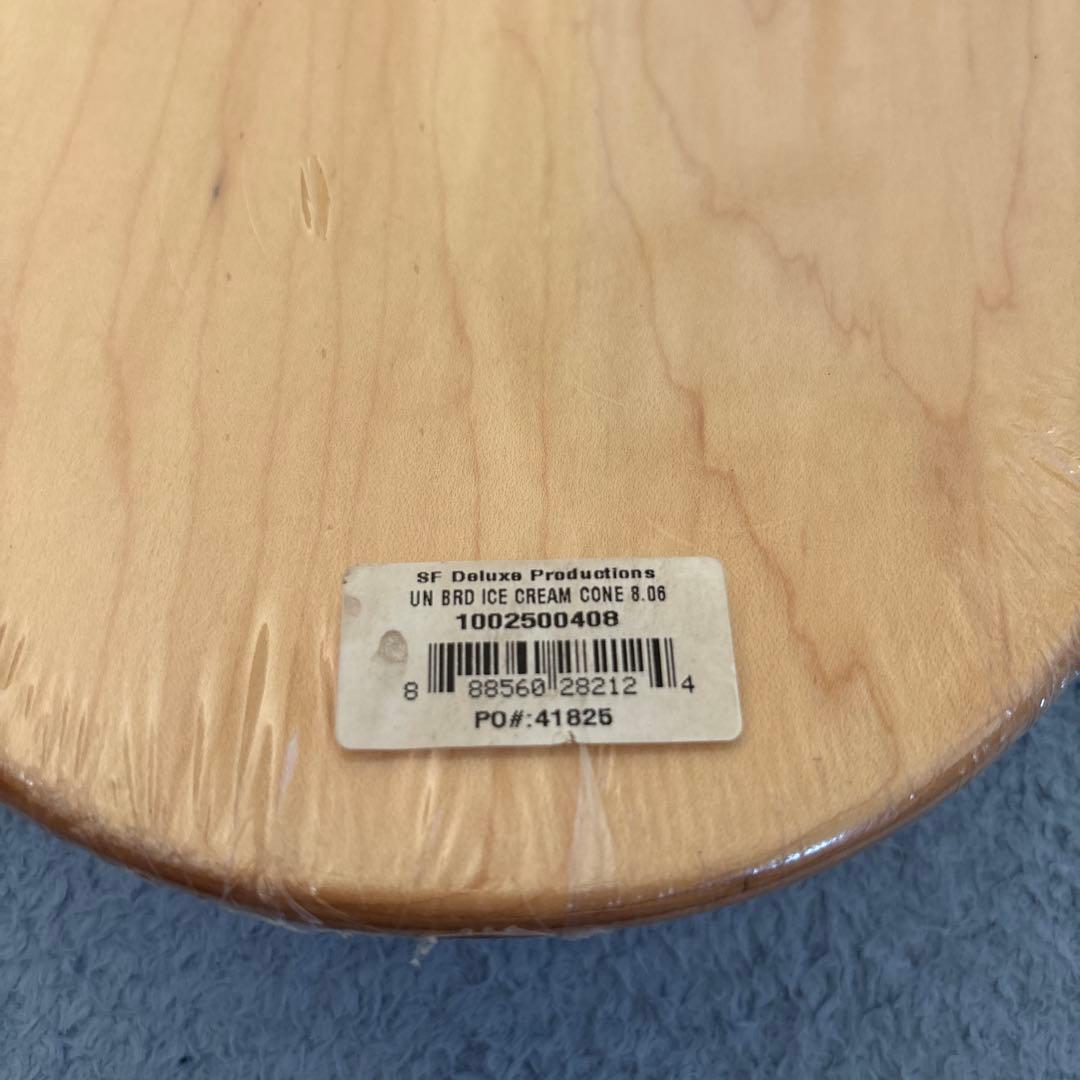 SF Deluxe Productions
UN BRD ICE CREAM CONE 8.06
1002500408
8 88560 28212 4
PO#:41825